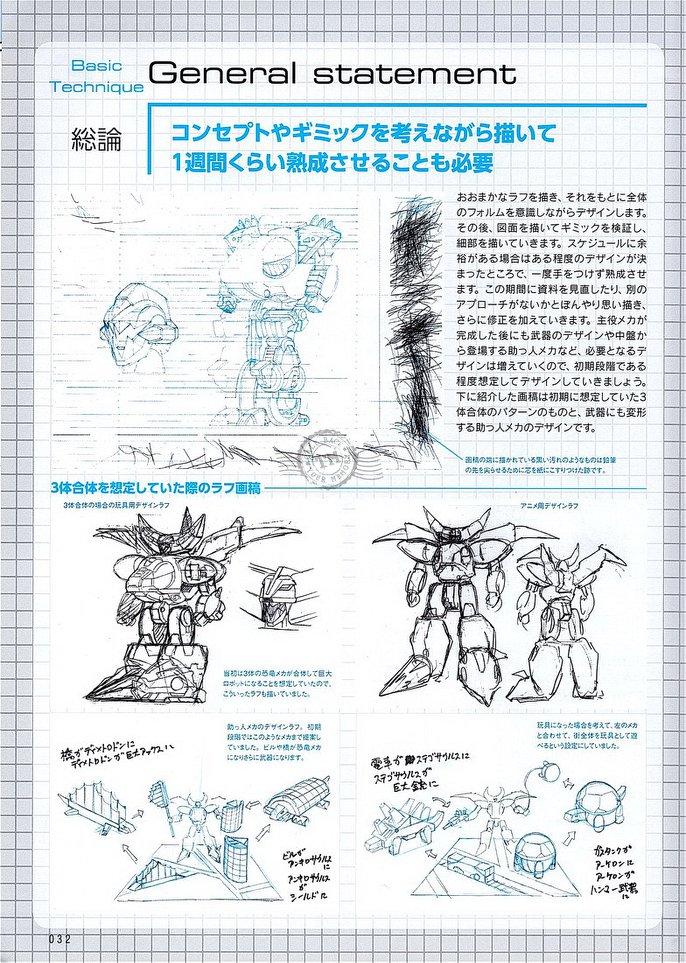 Basic
Technique
General statement
総論
コンセプトやギミックを考えながら描いて
1週間くらい熟成させることも必要
おおまかなラフを描き、それをもとに全体
のフォルムを意識しながらデザインします。
その後、図面を描いてギミックを検証し、
細部を描いていきます。スケジュールに余
裕がある場合はある程度のデザインが決
まったところで、一度手をつけず熟成させ
ます。この期間に資料を見直したり、別の
アプローチがないかとぼんやり思い描き、
さらに修正を加えていきます。主役メカが
完成した後にも武器のデザインや中盤か
ら登場する助っ人メカなど、必要となるデ
ザインは増えていくので、初期段階である
程度想定してデザインしていきましょう。
下に紹介した画稿は初期に想定していた3
体合体のパターンのものと、武器にも変形
する助っ人メカのデザインです。
画稿の端に描かれている黒い汚れのようなものは鉛筆
の先を尖らせるために芯を紙にこすりつけた跡です。
3体合体を想定していた際のラフ画稿
3体合体の場合の玩具用デザインラフ
アニメ用デザインラフ
当初は3体の恐竜メカが合体して巨大
ロボットになることを想定していたので、
こういったラフも描いていました。
助っ人メカのデザインラフ。初期
段階ではこのようなメカまで提案し
ていました。ビルや橋が恐竜メカ
になりさらに武器になります。
橋がディメトロドンに
ディメトロドンが巨大アックスに
ビルが
アンキロサウルスに
アンキロサウルス
が
シールドに
玩具になった場合を考えて、左のメカ
と合わせて、街全体を玩具として遊
べるという設定にしていました。
電車がステゴサウルスに
ステゴサウルスが
巨大銃に
ガスタンクが
アーケロンに
アーケロンが
ハンマー武器
に
032